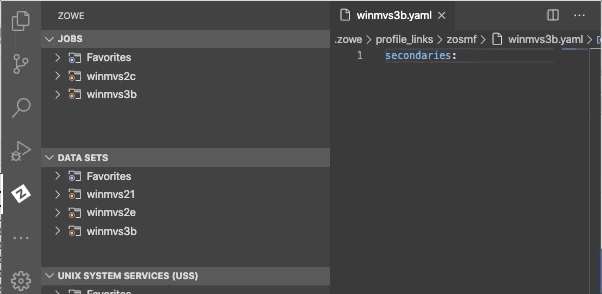 ZOWE
JOBS
Favorites
winmvs2c
winmvs3b
DATA SETS
Favorites
winmvs21
winmvs2e
winmvs3b
UNIX SYSTEM SERVICES (USS)
Favorites
winmvs3b.yaml
.zowe > profile_links > zosmf > winmvs3b.yaml >
1 secondaries: